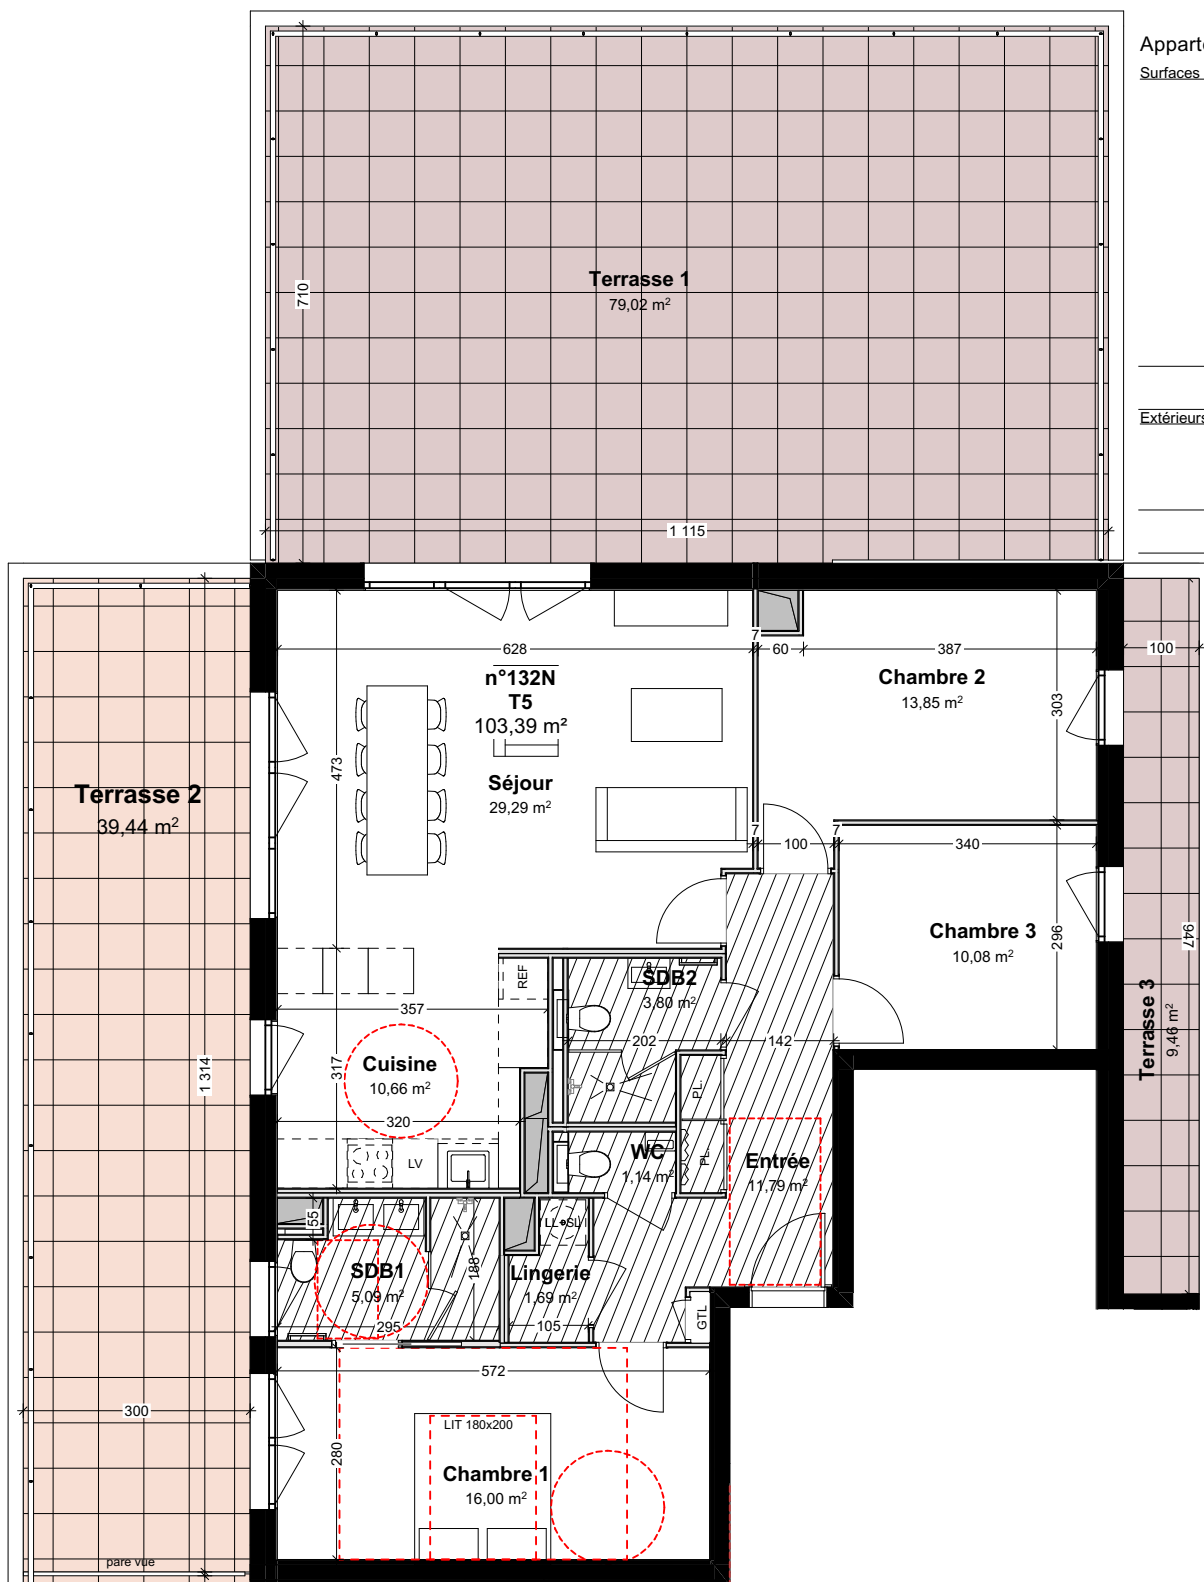 Apparte
Surfaces
710
Terrasse 1
79,02 m²
Extérieurs
1 115
7
628
60
387
100
n°132N
T5
103,39 m²
Chambre 2
13,85 m²
303
473
Séjour
29,29 m²
Terrasse 2
39,44 m²
7
100
7
340
Chambre 3
10,08 m²
296
947
REF
SDB2
3,80 m²
357
202
142
Terrasse 3
9,46 m²
Cuisine
10,66 m²
317
1 314
320
PL.
LV
WC
1,14 m²
PL.
Entrée
11,79 m²
55
LL+SL
SDB1
5,09 m²
188
Lingerie
1,69 m²
295
105
GTL
572
300
LIT 180x200
280
Chambre 1
16,00 m²
pare vue